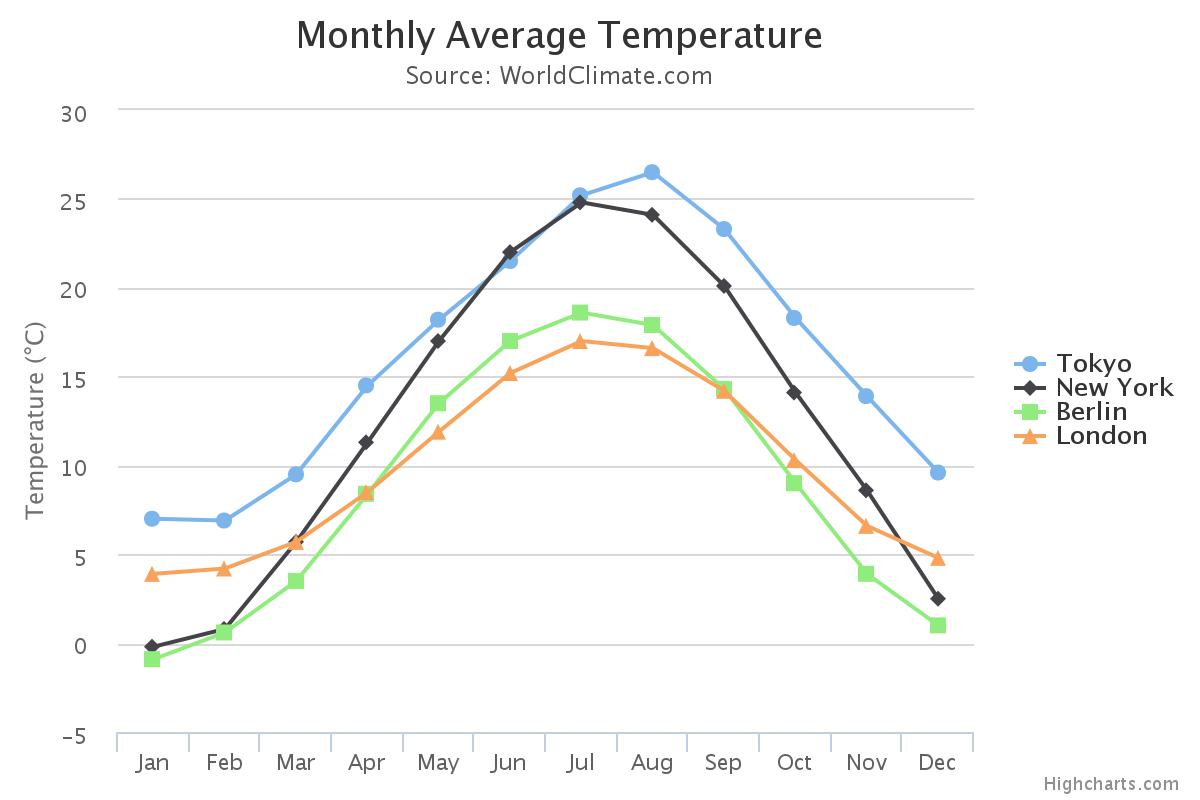 Monthly Average Temperature
Source: WorldClimate.com
Temperature (°C)
30
25
20
15
10
5
0
−5
Jan Feb Mar Apr May Jun Jul Aug Sep Oct Nov Dec
Tokyo
New York
Berlin
London
Highcharts.com